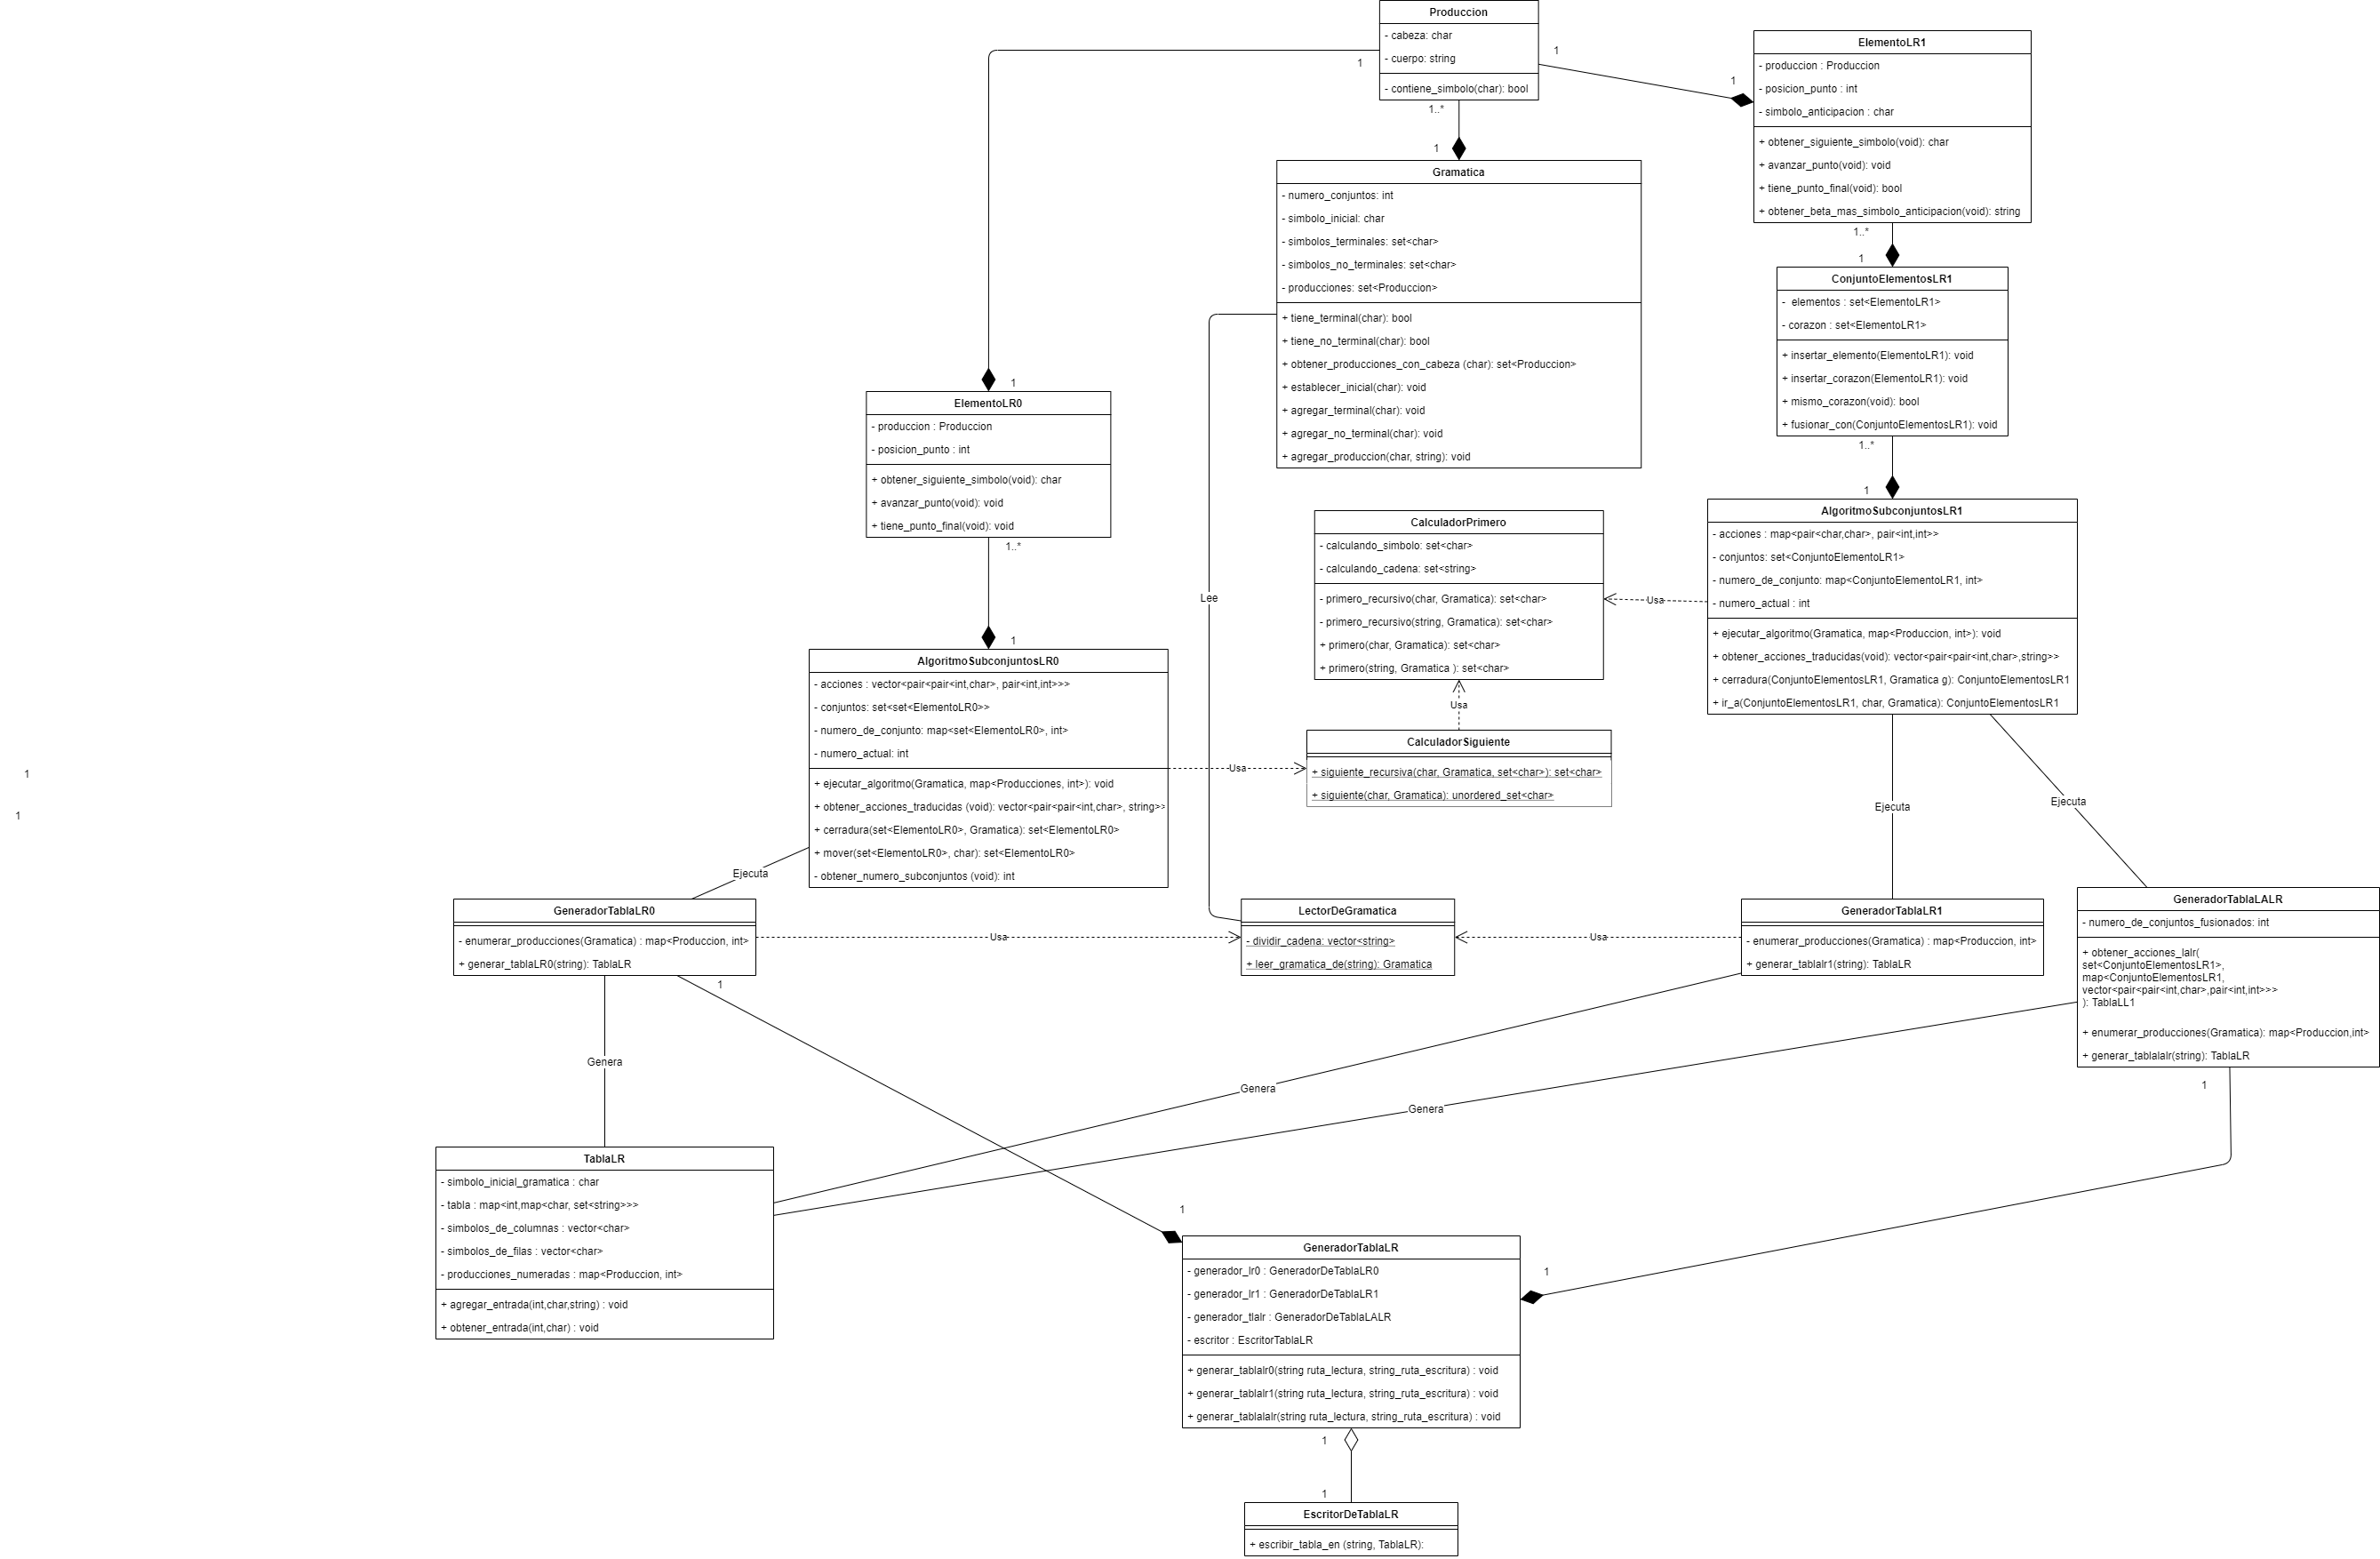 Produccion
- cabeza: char
- cuerpo: string
- contiene_simbolo(char): bool
1
1
1
1..*
1
ElementoLR1
- produccion : Produccion
- posicion_punto : int
- simbolo_anticipacion : char
+ obtener_siguiente_simbolo(void): char
+ avanzar_punto(void): void
+ tiene_punto_final(void): bool
+ obtener_beta_mas_simbolo_anticipacion(void): string
1..*
1
Gramatica
- numero_conjuntos: int
- simbolo_inicial: char
- simbolos_terminales: set<char>
- simbolos_no_terminales: set<char>
- producciones: set<Produccion>
+ tiene_terminal(char): bool
+ tiene_no_terminal(char): bool
+ obtener_producciones_con_cabeza (char): set<Produccion>
+ establecer_inicial(char): void
+ agregar_terminal(char): void
+ agregar_no_terminal(char): void
+ agregar_produccion(char, string): void
ConjuntoElementosLR1
-  elementos : set<ElementoLR1>
- corazon : set<ElementoLR1>
+ insertar_elemento(ElementoLR1): void
+ insertar_corazon(ElementoLR1): void
+ mismo_corazon(void): bool
+ fusionar_con(ConjuntoElementosLR1): void
1..*
1
1
ElementoLR0
- produccion : Produccion
- posicion_punto : int
+ obtener_siguiente_simbolo(void): char
+ avanzar_punto(void): void
+ tiene_punto_final(void): void
1..*
1
CalculadorPrimero
- calculando_simbolo: set<char>
- calculando_cadena: set<string>
- primero_recursivo(char, Gramatica): set<char>
- primero_recursivo(string, Gramatica): set<char>
+ primero(char, Gramatica): set<char>
+ primero(string, Gramatica ): set<char>
Usa
AlgoritmoSubconjuntosLR1
- acciones : map<pair<char,char>, pair<int,int>>
- conjuntos: set<ConjuntoElementoLR1>
- numero_de_conjunto: map<ConjuntoElementoLR1, int>
- numero_actual : int
+ ejecutar_algoritmo(Gramatica, map<Produccion, int>): void
+ obtener_acciones_traducidas(void): vector<pair<pair<int,char>,string>>
+ cerradura(ConjuntoElementosLR1, Gramatica g): ConjuntoElementosLR1
+ ir_a(ConjuntoElementosLR1, char, Gramatica): ConjuntoElementosLR1
Lee
AlgoritmoSubconjuntosLR0
- acciones : vector<pair<pair<int,char>, pair<int,int>>>
- conjuntos: set<set<ElementoLR0>>
- numero_de_conjunto: map<set<ElementoLR0>, int>
- numero_actual: int
+ ejecutar_algoritmo(Gramatica, map<Producciones, int>): void
+ obtener_acciones_traducidas (void): vector<pair<pair<int,char>, string>>
+ cerradura(set<ElementoLR0>, Gramatica): set<ElementoLR0>
+ mover(set<ElementoLR0>, char): set<ElementoLR0>
- obtener_numero_subconjuntos (void): int
Usa
Usa
CalculadorSiguiente
+ siguiente_recursiva(char, Gramatica, set<char>): set<char>
+ siguiente(char, Gramatica): unordered_set<char>
1
1
Ejecuta
Ejecuta
Ejecuta
GeneradorTablaLR0
- enumerar_producciones(Gramatica) : map<Produccion, int>
+ generar_tablaLR0(string): TablaLR
Usa
LectorDeGramatica
- dividir_cadena: vector<string>
+ leer_gramatica_de(string): Gramatica
Usa
GeneradorTablaLR1
- enumerar_producciones(Gramatica) : map<Produccion, int>
+ generar_tablalr1(string): TablaLR
GeneradorTablaLALR
- numero_de_conjuntos_fusionados: int
+ obtener_acciones_lalr(
set<ConjuntoElementosLR1>,
map<ConjuntoElementosLR1,
vector<pair<pair<int,char>,pair<int,int>>>
): TablaLL1
+ enumerar_producciones(Gramatica): map<Produccion,int>
+ generar_tablalalr(string): TablaLR
1
1
Genera
Genera
Genera
TablaLR
- simbolo_inicial_gramatica : char
- tabla : map<int,map<char, set<string>>>
- simbolos_de_columnas : vector<char>
- simbolos_de_filas : vector<char>
- producciones_numeradas : map<Produccion, int>
+ agregar_entrada(int,char,string) : void
+ obtener_entrada(int,char) : void
1
1
GeneradorTablaLR
- generador_lr0 : GeneradorDeTablaLR0
- generador_lr1 : GeneradorDeTablaLR1
- generador_tlalr : GeneradorDeTablaLALR
- escritor : EscritorTablaLR
+ generar_tablalr0(string ruta_lectura, string_ruta_escritura) : void
+ generar_tablalr1(string ruta_lectura, string_ruta_escritura) : void
+ generar_tablalalr(string ruta_lectura, string_ruta_escritura) : void
1
1
EscritorDeTablaLR
+ escribir_tabla_en (string, TablaLR):